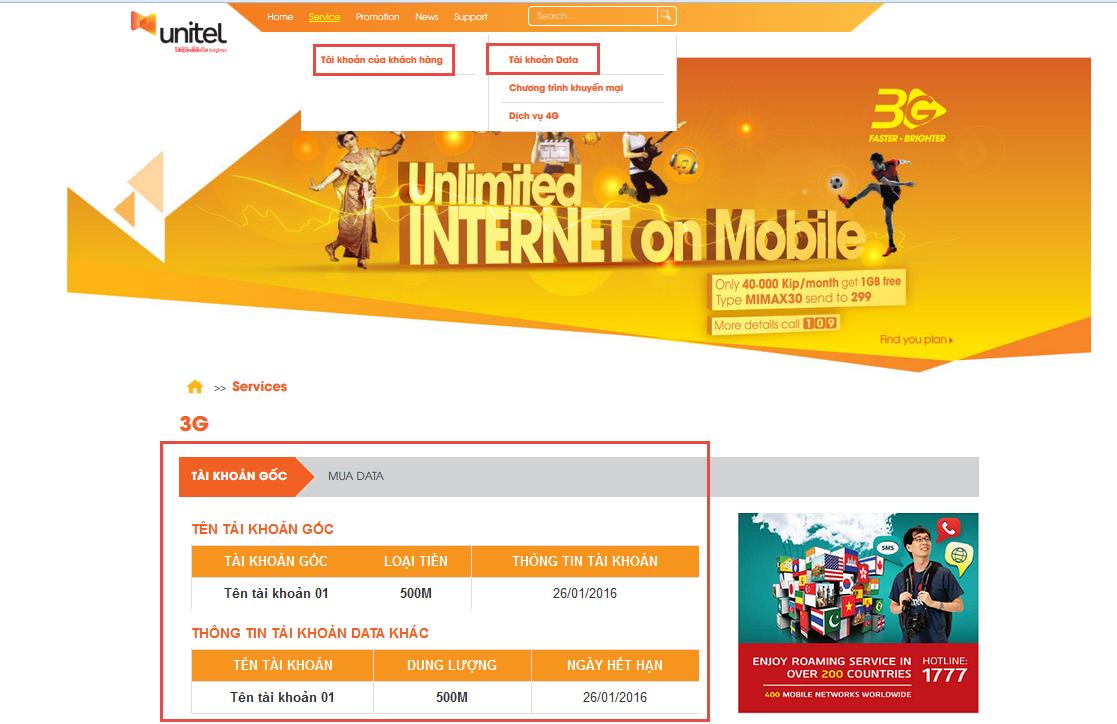 unitel
Home Service Promotion News Support Search...
Tài khoản của khách hàng
Tài khoản Data
Chương trình khuyến mại
Dịch vụ 4G
3G
FASTER - BRIGHTER
Unlimited
INTERNET on Mobile
Only 40.000 Kip/month get 1GB free
Type MIMAX30 send to 299
More details call 109
Find you plan
>> Services
3G
TÀI KHOẢN GỐC MUA DATA
TÊN TÀI KHOẢN GỐC
TÀI KHOẢN GỐC LOẠI TIỀN THÔNG TIN TÀI KHOẢN
Tên tài khoản 01 500M 26/01/2016
THÔNG TIN TÀI KHOẢN DATA KHÁC
TÊN TÀI KHOẢN DUNG LƯỢNG NGÀY HẾT HẠN
Tên tài khoản 01 500M 26/01/2016
SMS
ENJOY ROAMING SERVICE IN
OVER 200 COUNTRIES
400 MOBILE NETWORKS WORLDWIDE
HOTLINE:
1777